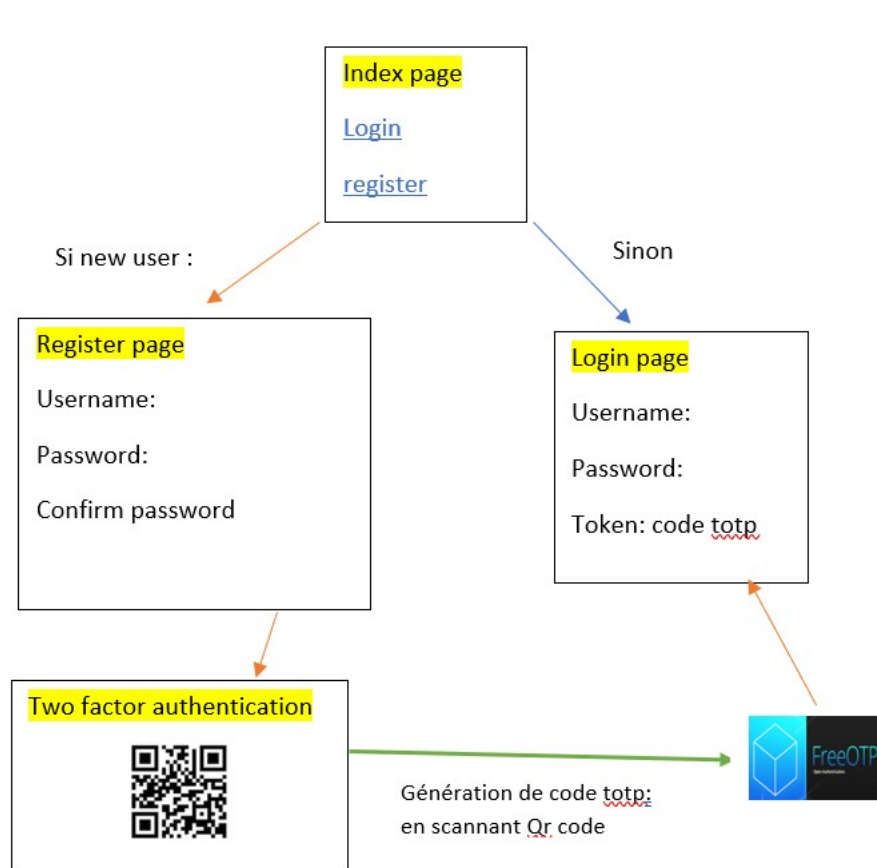 Index page
Login
register
Si new user :
Sinon
Register page
Username:
Password:
Confirm password
Login page
Username:
Password:
Token: code totp
Two factor authentication
FreeOTP
Génération de code totp:
en scannant Qr code